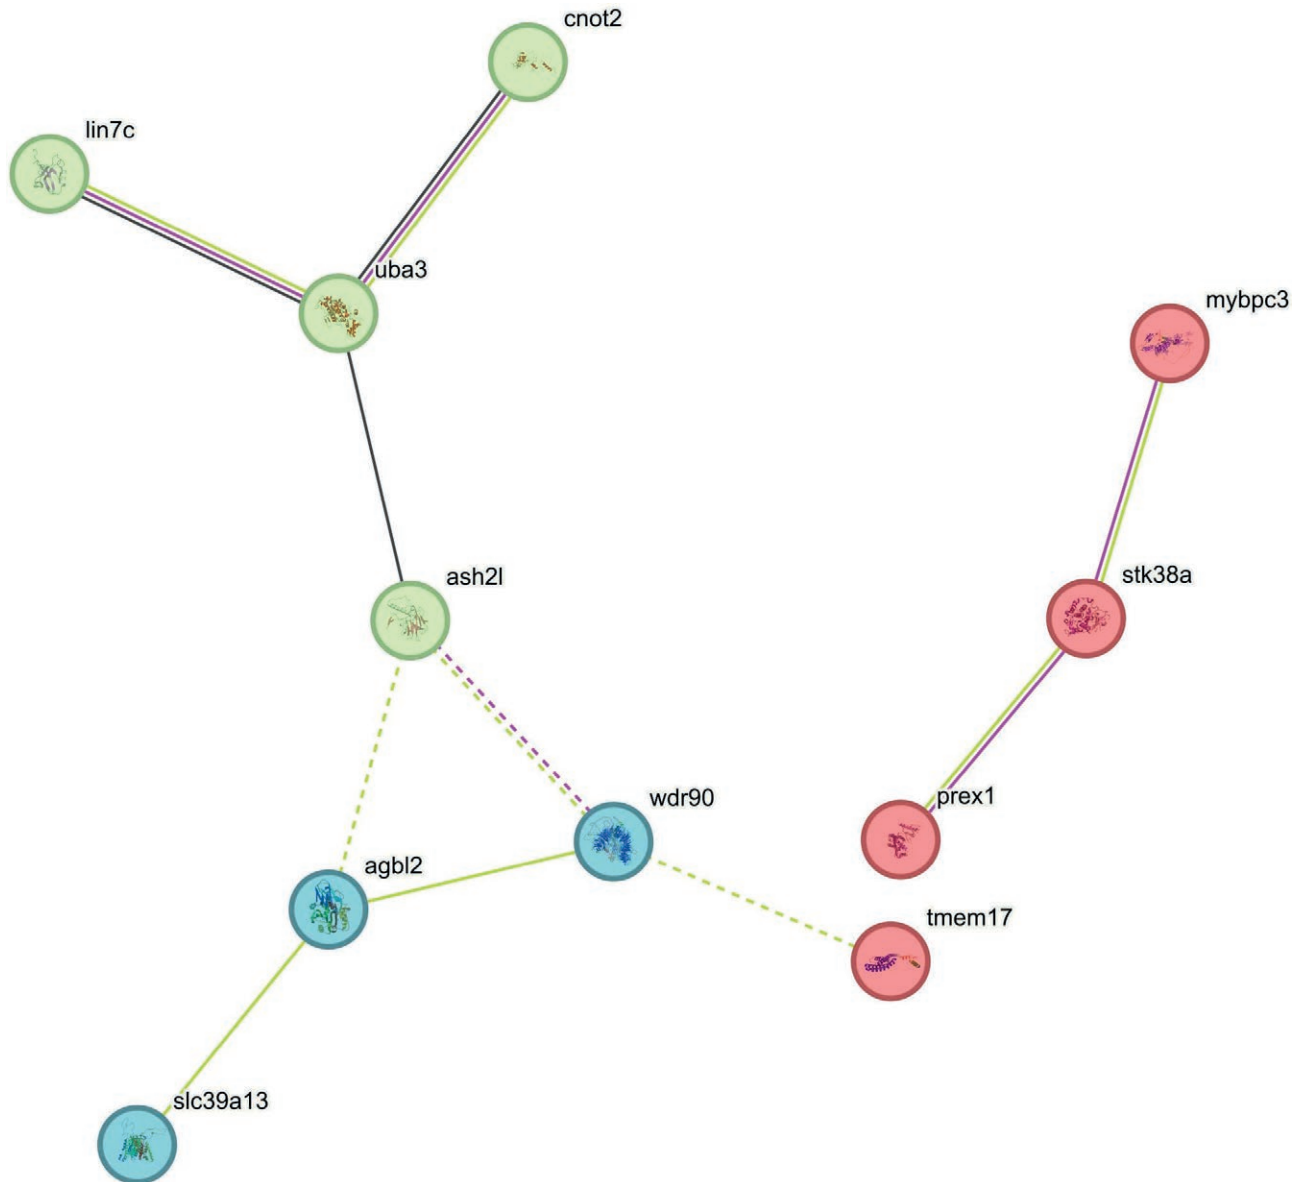 cnot2
lin7c
uba3
mybpc3
stk38a
ash2l
prex1
wdr90
agbl2
tmem17
slc39a13